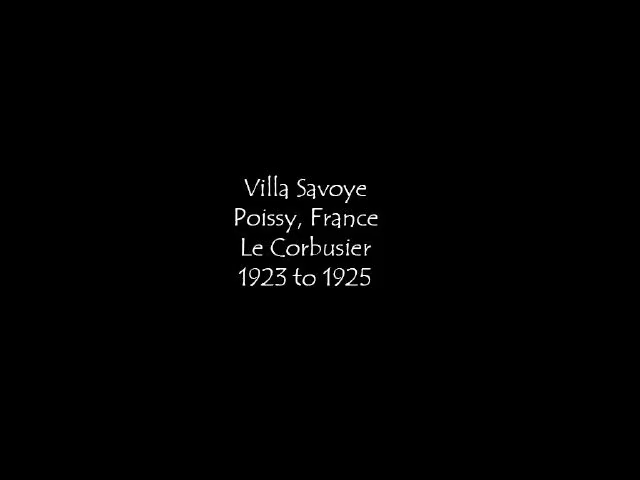 Villa Savoye
Poissy, France
Le Corbusier
1923 to 1925